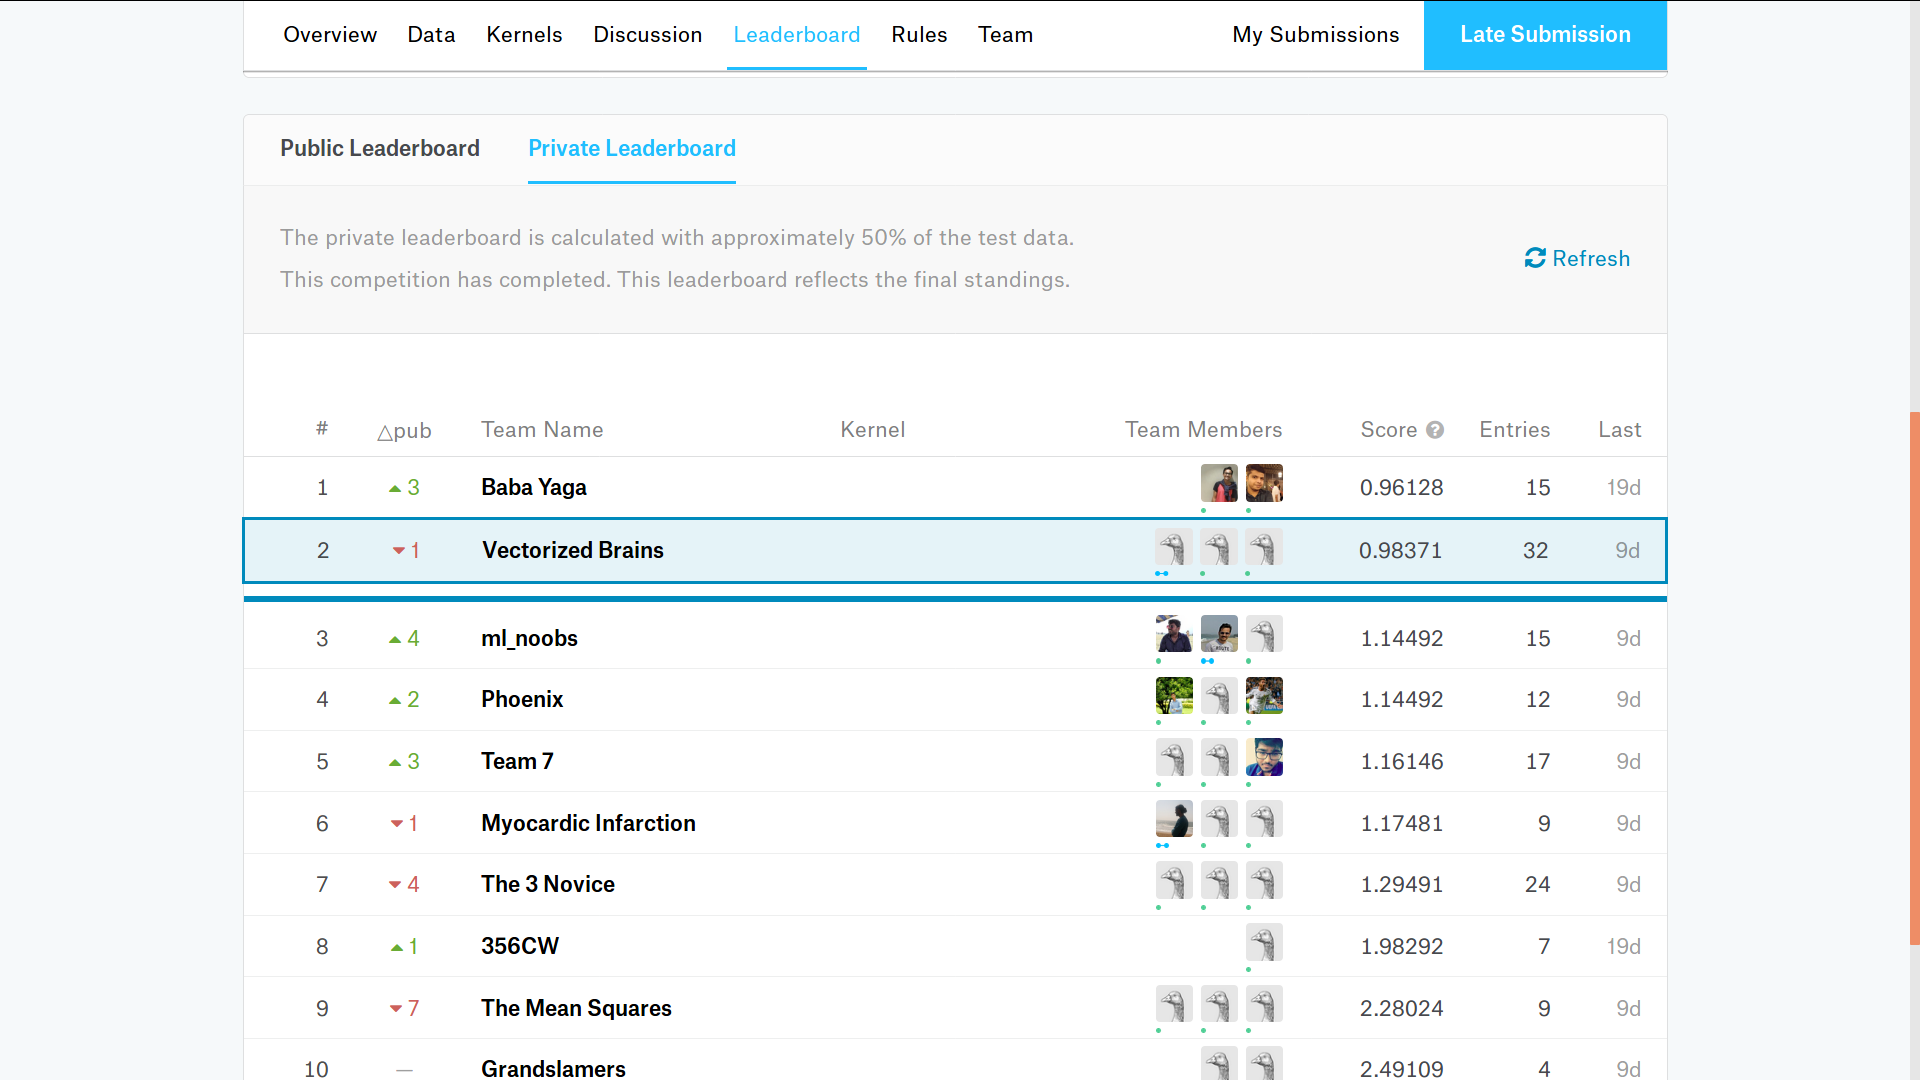 Overview Data Kernels Discussion Leaderboard Rules Team My Submissions Late Submission
Public Leaderboard Private Leaderboard
The private leaderboard is calculated with approximately 50% of the test data.
This competition has completed. This leaderboard reflects the final standings.
Refresh
# △pub Team Name Kernel Team Members Score ? Entries Last
1 ▲ 3 Baba Yaga 0.96128 15 19d
2 ▼ 1 Vectorized Brains 0.98371 32 9d
3 ▲ 4 ml_noobs 1.14492 15 9d
4 ▲ 2 Phoenix 1.14492 12 9d
5 ▲ 3 Team 7 1.16146 17 9d
6 ▼ 1 Myocardic Infarction 1.17481 9 9d
7 ▼ 4 The 3 Novice 1.29491 24 9d
8 ▲ 1 356CW 1.98292 7 19d
9 ▼ 7 The Mean Squares 2.28024 9 9d
10 — Grandslamers 2.49109 4 9d